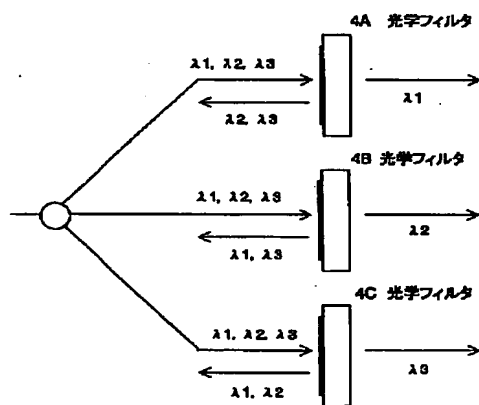 4A 光学フィルタ
λ1, λ2, λ3
λ1
λ2, λ3
4B 光学フィルタ
λ1, λ2, λ3
λ2
λ1, λ3
4C 光学フィルタ
λ1, λ2, λ3
λ3
λ1, λ2